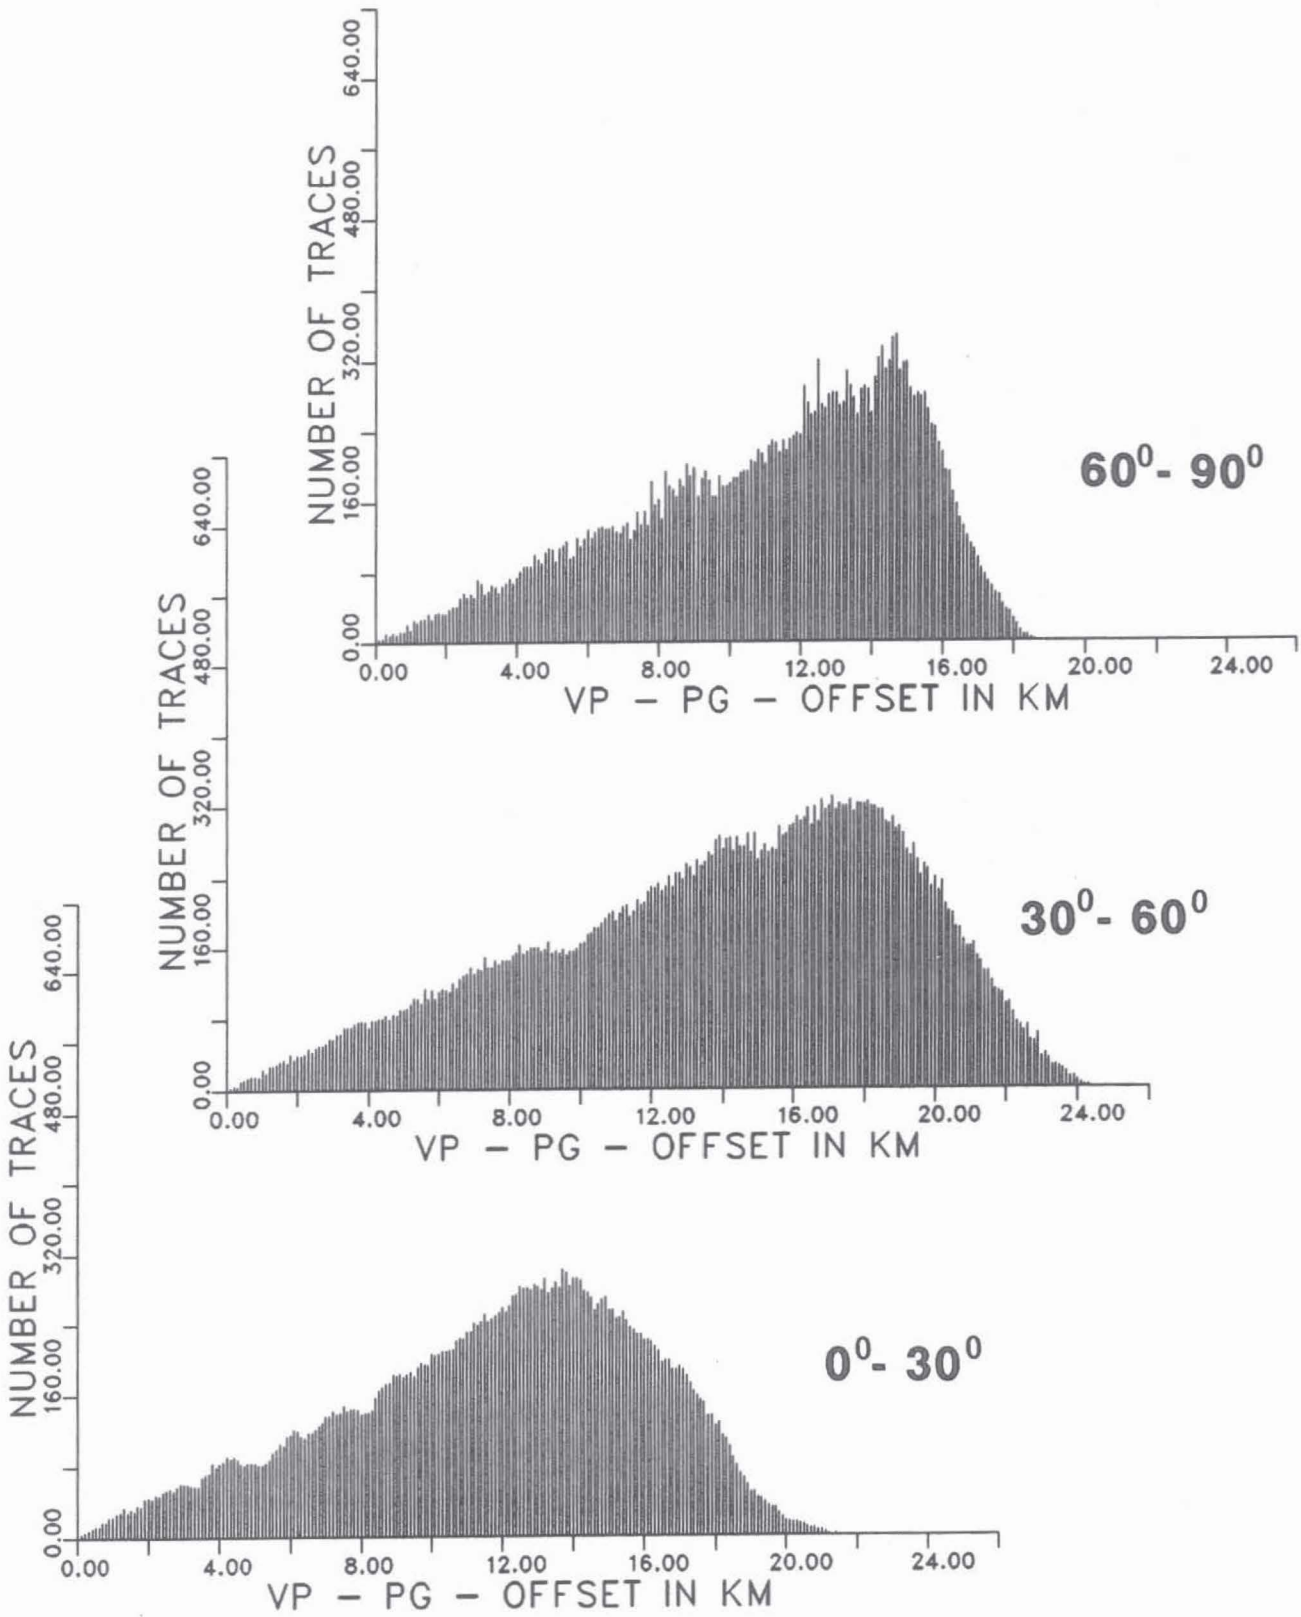 NUMBER OF TRACES
640.00
480.00
320.00
160.00
0.00
0.00 4.00 8.00 12.00 16.00 20.00 24.00
VP - PG - OFFSET IN KM
60⁰- 90⁰
NUMBER OF TRACES
640.00
480.00
320.00
160.00
0.00
0.00 4.00 8.00 12.00 16.00 20.00 24.00
VP - PG - OFFSET IN KM
30⁰- 60⁰
NUMBER OF TRACES
640.00
480.00
320.00
160.00
0.00
0.00 4.00 8.00 12.00 16.00 20.00 24.00
VP - PG - OFFSET IN KM
0⁰- 30⁰